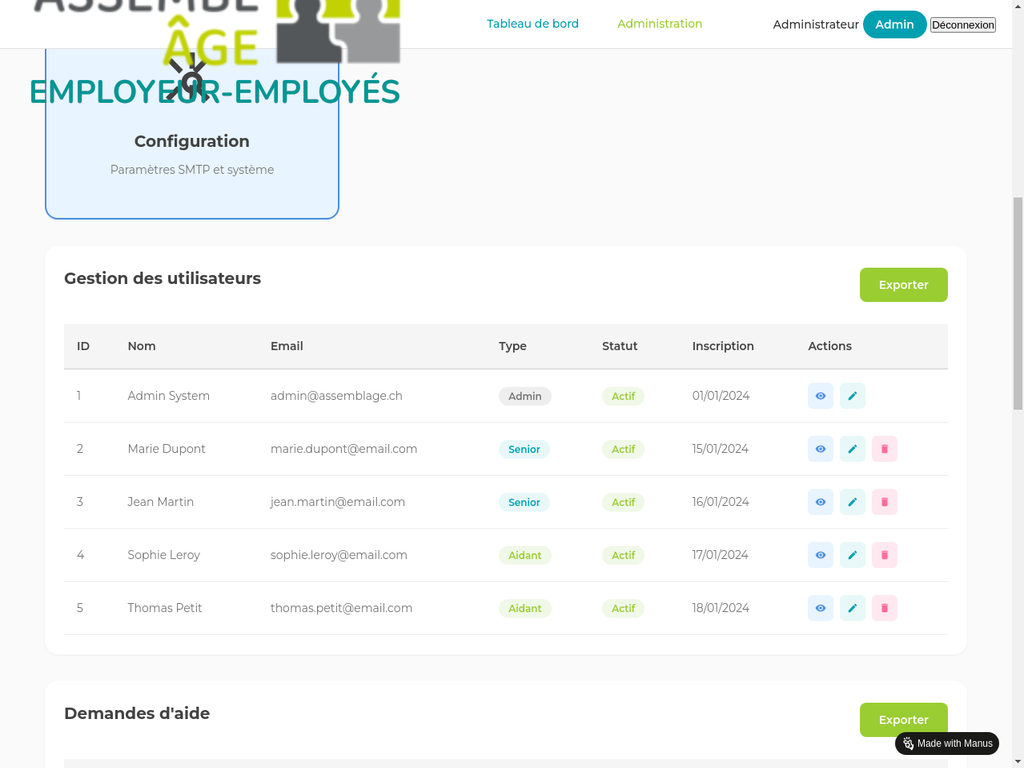 ASSEMBL
ÂGE
EMPLOYEUR-EMPLOYÉS
Tableau de bord
Administration
Administrateur
Admin
Déconnexion
Configuration
Paramètres SMTP et système
Gestion des utilisateurs
Exporter
ID Nom Email Type Statut Inscription Actions
1 Admin System admin@assemblage.ch Admin Actif 01/01/2024
2 Marie Dupont marie.dupont@email.com Senior Actif 15/01/2024
3 Jean Martin jean.martin@email.com Senior Actif 16/01/2024
4 Sophie Leroy sophie.leroy@email.com Aidant Actif 17/01/2024
5 Thomas Petit thomas.petit@email.com Aidant Actif 18/01/2024
Demandes d'aide
Exporter
Made with Manus